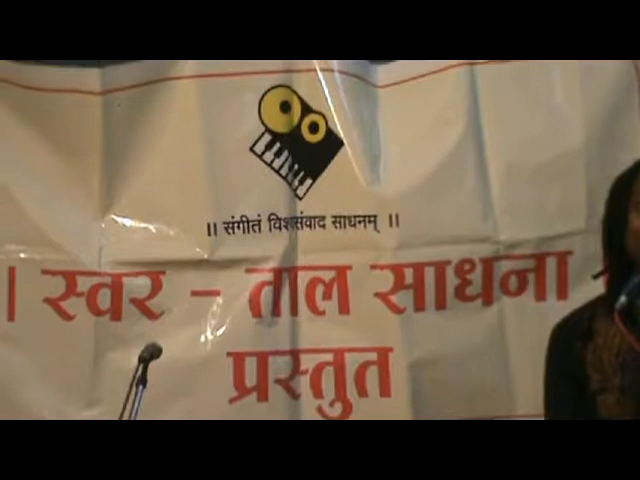 ॥ संगीतं विश्वसंवाद साधनम् ॥
। स्वर - ताल साधना
प्रस्तुत